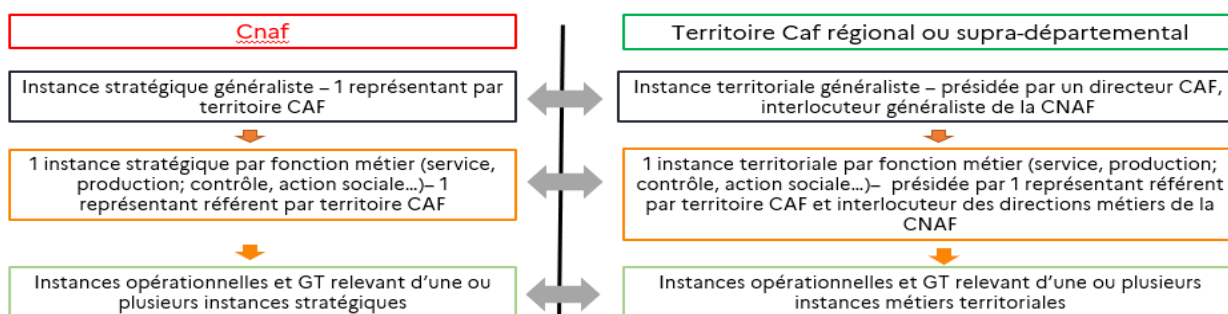 Cnaf
Territoire Caf régional ou supra-départemental
Instance stratégique généraliste – 1 représentant par
territoire CAF
Instance territoriale généraliste – présidée par un directeur CAF,
interlocuteur généraliste de la CNAF
1 instance stratégique par fonction métier (service,
production; contrôle, action sociale…)– 1
représentant référent par territoire CAF
1 instance territoriale par fonction métier (service, production;
contrôle, action sociale…)– présidée par 1 représentant référent
par territoire CAF et interlocuteur des directions métiers de la
CNAF
Instances opérationnelles et GT relevant d’une ou
plusieurs instances stratégiques
Instances opérationnelles et GT relevant d’une ou plusieurs
instances métiers territoriales